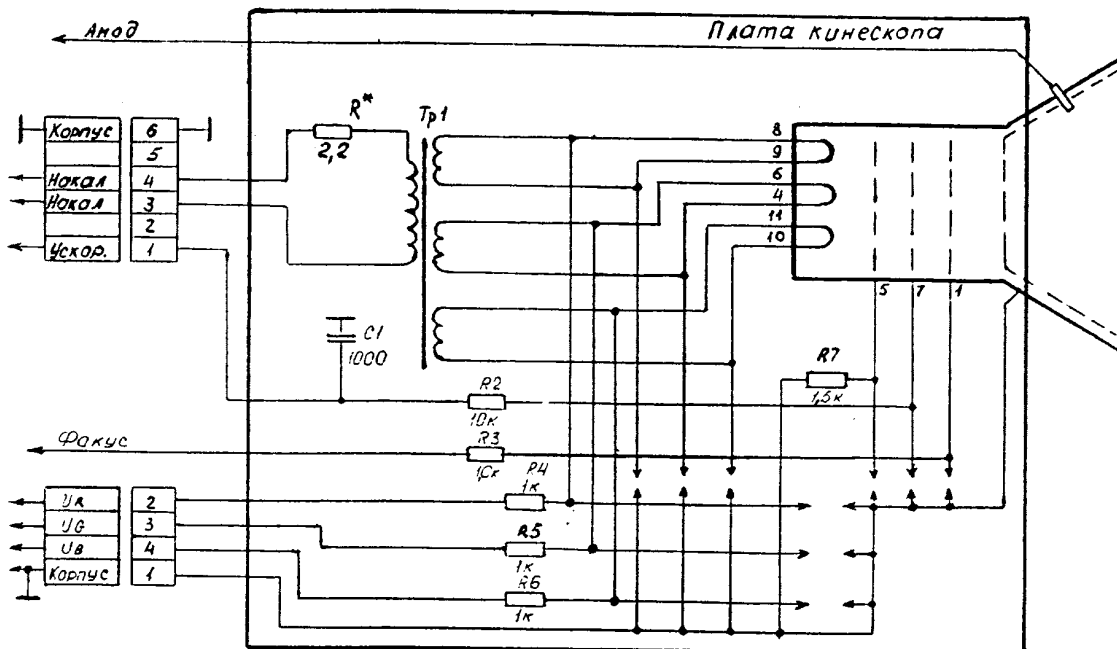 Анод
Плата кинескопа
R*
2,2
Тр1
Корпус 6
5
Накал 4
Накал 3
2
Ускор. 1
8
9
6
4
11
10
5 7 1
C1
1000
R7
1,5к
R2
10к
Факус
R3
R4
1к
UR 2
UG 3
UB 4
Корпус 1
R5
1к
R6
1к